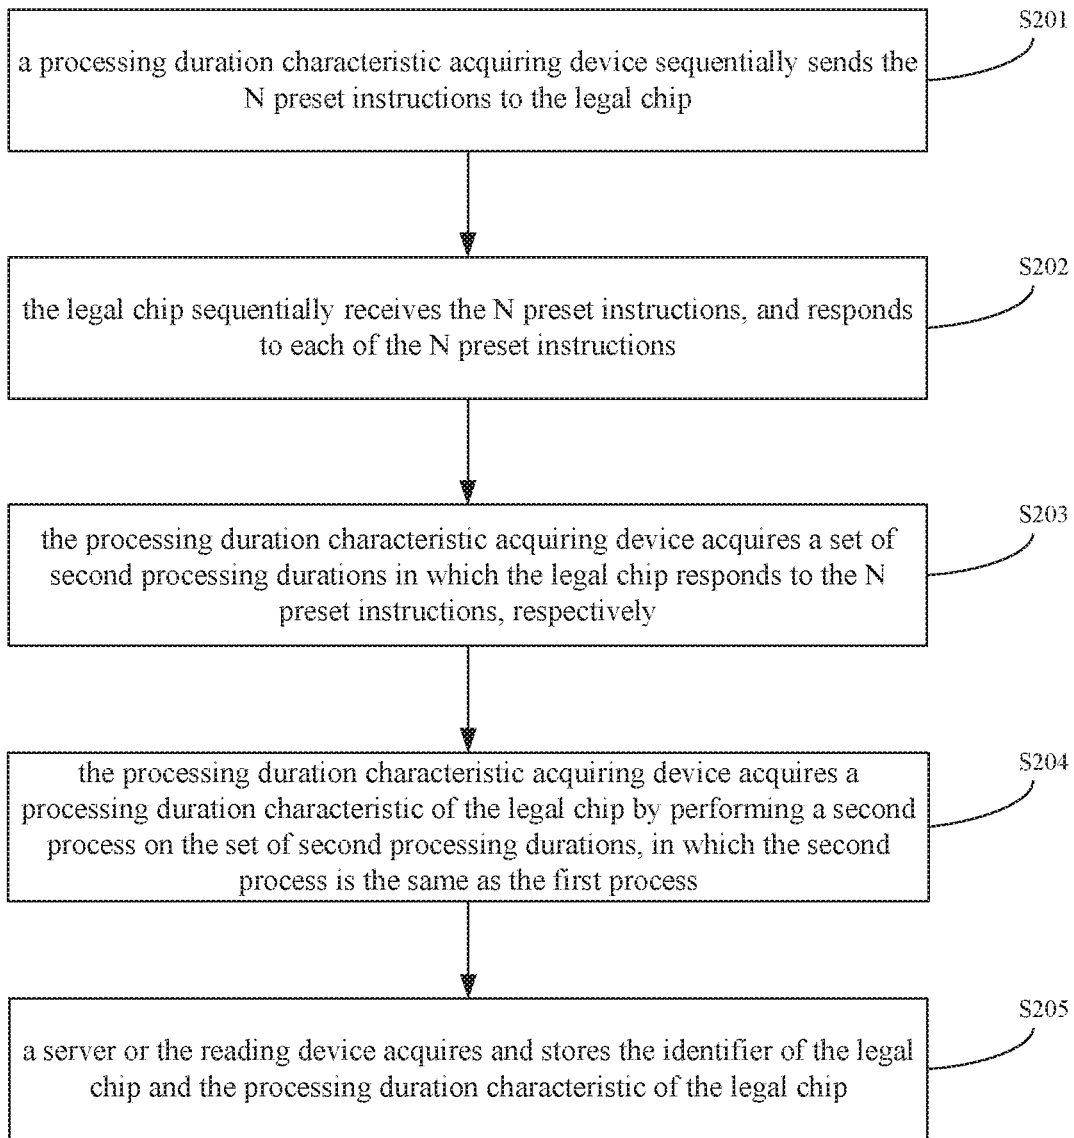 S201
a processing duration characteristic acquiring device sequentially sends the
N preset instructions to the legal chip
S202
the legal chip sequentially receives the N preset instructions, and responds
to each of the N preset instructions
S203
the processing duration characteristic acquiring device acquires a set of
second processing durations in which the legal chip responds to the N
preset instructions, respectively
S204
the processing duration characteristic acquiring device acquires a
processing duration characteristic of the legal chip by performing a second
process on the set of second processing durations, in which the second
process is the same as the first process
S205
a server or the reading device acquires and stores the identifier of the legal
chip and the processing duration characteristic of the legal chip